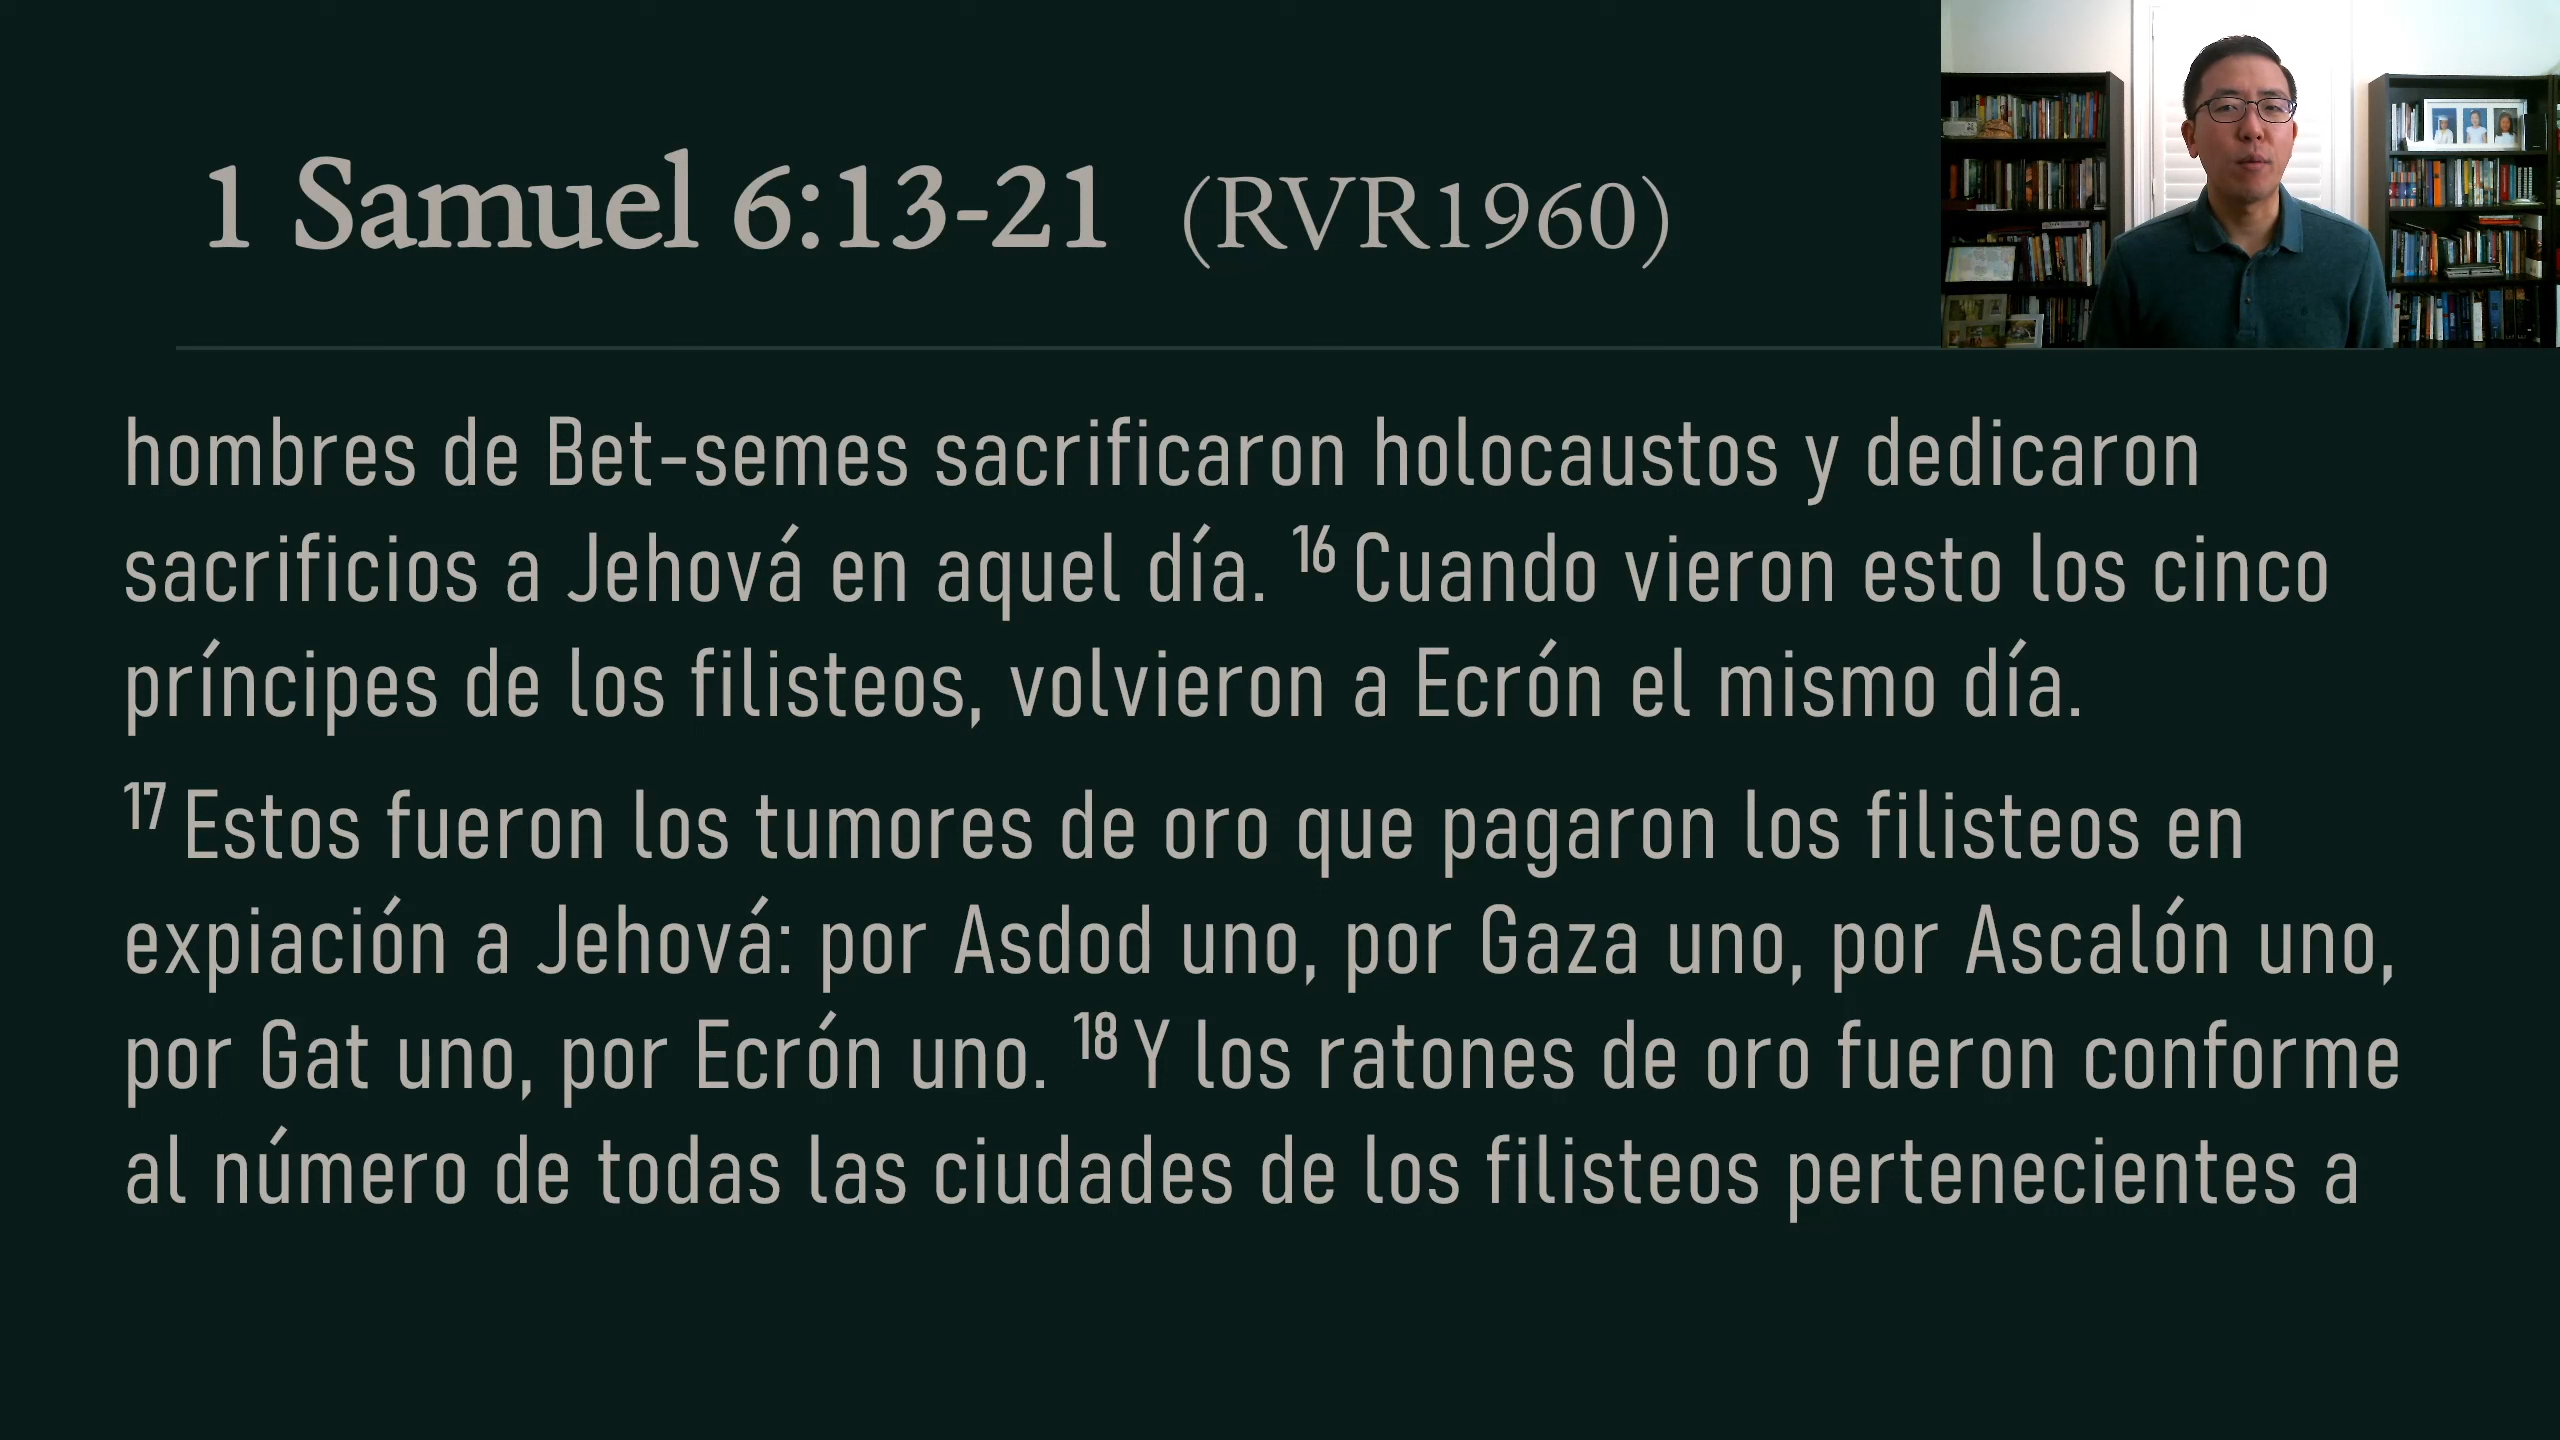 1 Samuel 6:13-21 (RVR1960)
hombres de Bet-semes sacrificaron holocaustos y dedicaron
sacrificios a Jehová en aquel día. 16 Cuando vieron esto los cinco
príncipes de los filisteos, volvieron a Ecrón el mismo día.
17 Estos fueron los tumores de oro que pagaron los filisteos en
expiación a Jehová: por Asdod uno, por Gaza uno, por Ascalón uno,
por Gat uno, por Ecrón uno. 18 Y los ratones de oro fueron conforme
al número de todas las ciudades de los filisteos pertenecientes a